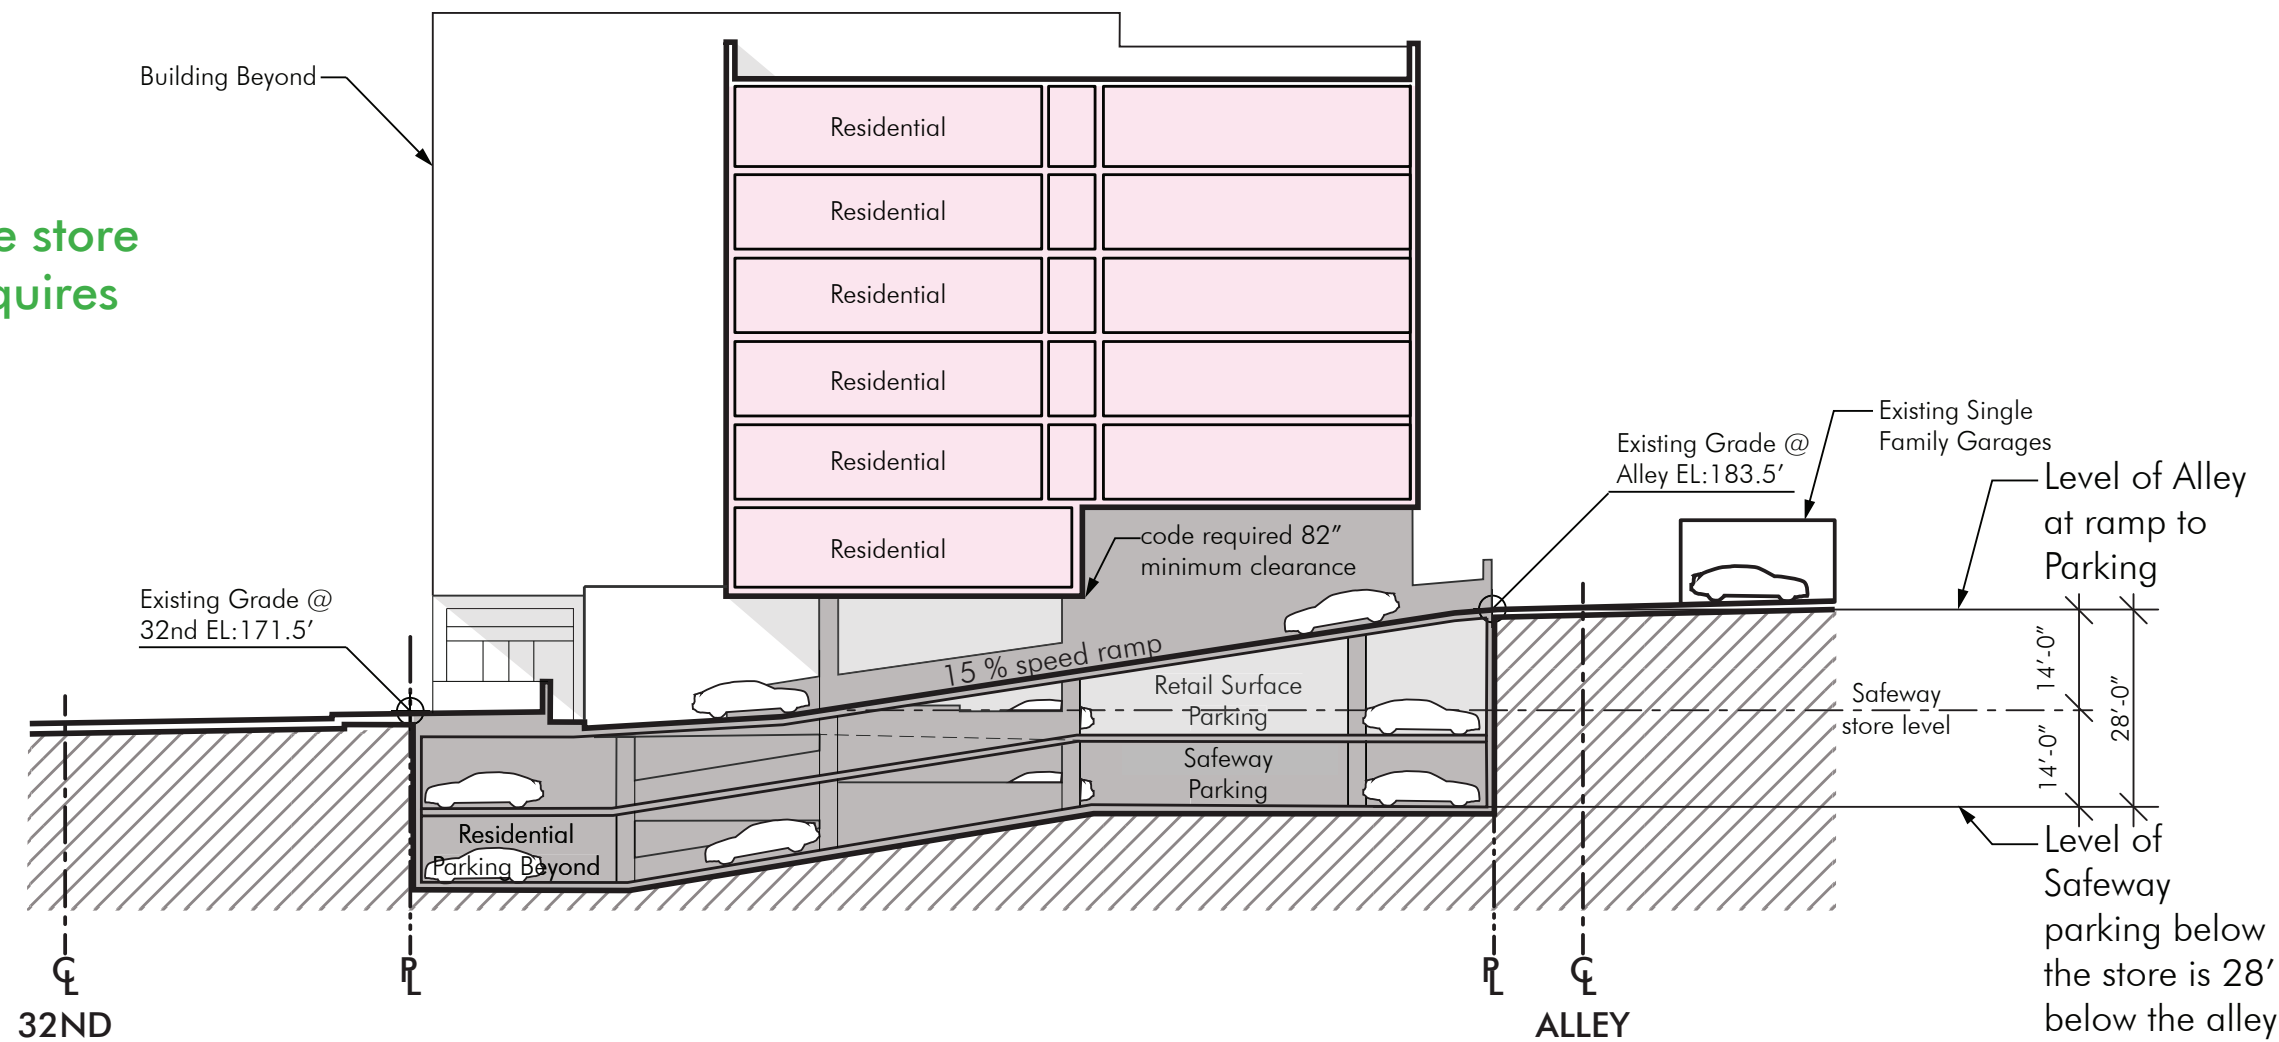 Building Beyond
e store
quires
Residential
Residential
Residential
Residential
Residential
Residential
code required 82"
minimum clearance
Existing Grade @
32nd EL:171.5'
Existing Grade @
Alley EL:183.5'
Existing Single
Family Garages
Level of Alley
at ramp to
Parking
15 % speed ramp
Retail Surface
Parking
Safeway
Parking
Residential
Parking Beyond
Safeway
store level
14'-0"
14'-0"
28'-0"
Level of
Safeway
parking below
the store is 28'
below the alley
CL
PL
PL
CL
32ND
ALLEY